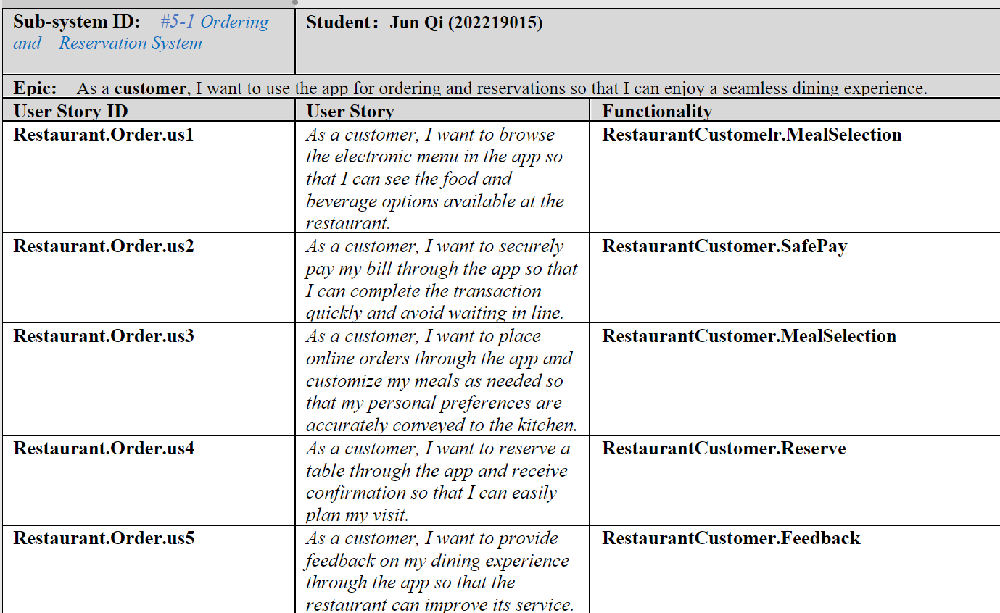 Sub-system ID: #5-1 Ordering
and Reservation System
Student：Jun Qi (202219015)
Epic: As a customer, I want to use the app for ordering and reservations so that I can enjoy a seamless dining experience.
User Story ID
User Story
Functionality
Restaurant.Order.us1
As a customer, I want to browse
the electronic menu in the app so
that I can see the food and
beverage options available at the
restaurant.
RestaurantCustomelr.MealSelection
Restaurant.Order.us2
As a customer, I want to securely
pay my bill through the app so that
I can complete the transaction
quickly and avoid waiting in line.
RestaurantCustomer.SafePay
Restaurant.Order.us3
As a customer, I want to place
online orders through the app and
customize my meals as needed so
that my personal preferences are
accurately conveyed to the kitchen.
RestaurantCustomer.MealSelection
Restaurant.Order.us4
As a customer, I want to reserve a
table through the app and receive
confirmation so that I can easily
plan my visit.
RestaurantCustomer.Reserve
Restaurant.Order.us5
As a customer, I want to provide
feedback on my dining experience
through the app so that the
restaurant can improve its service.
RestaurantCustomer.Feedback